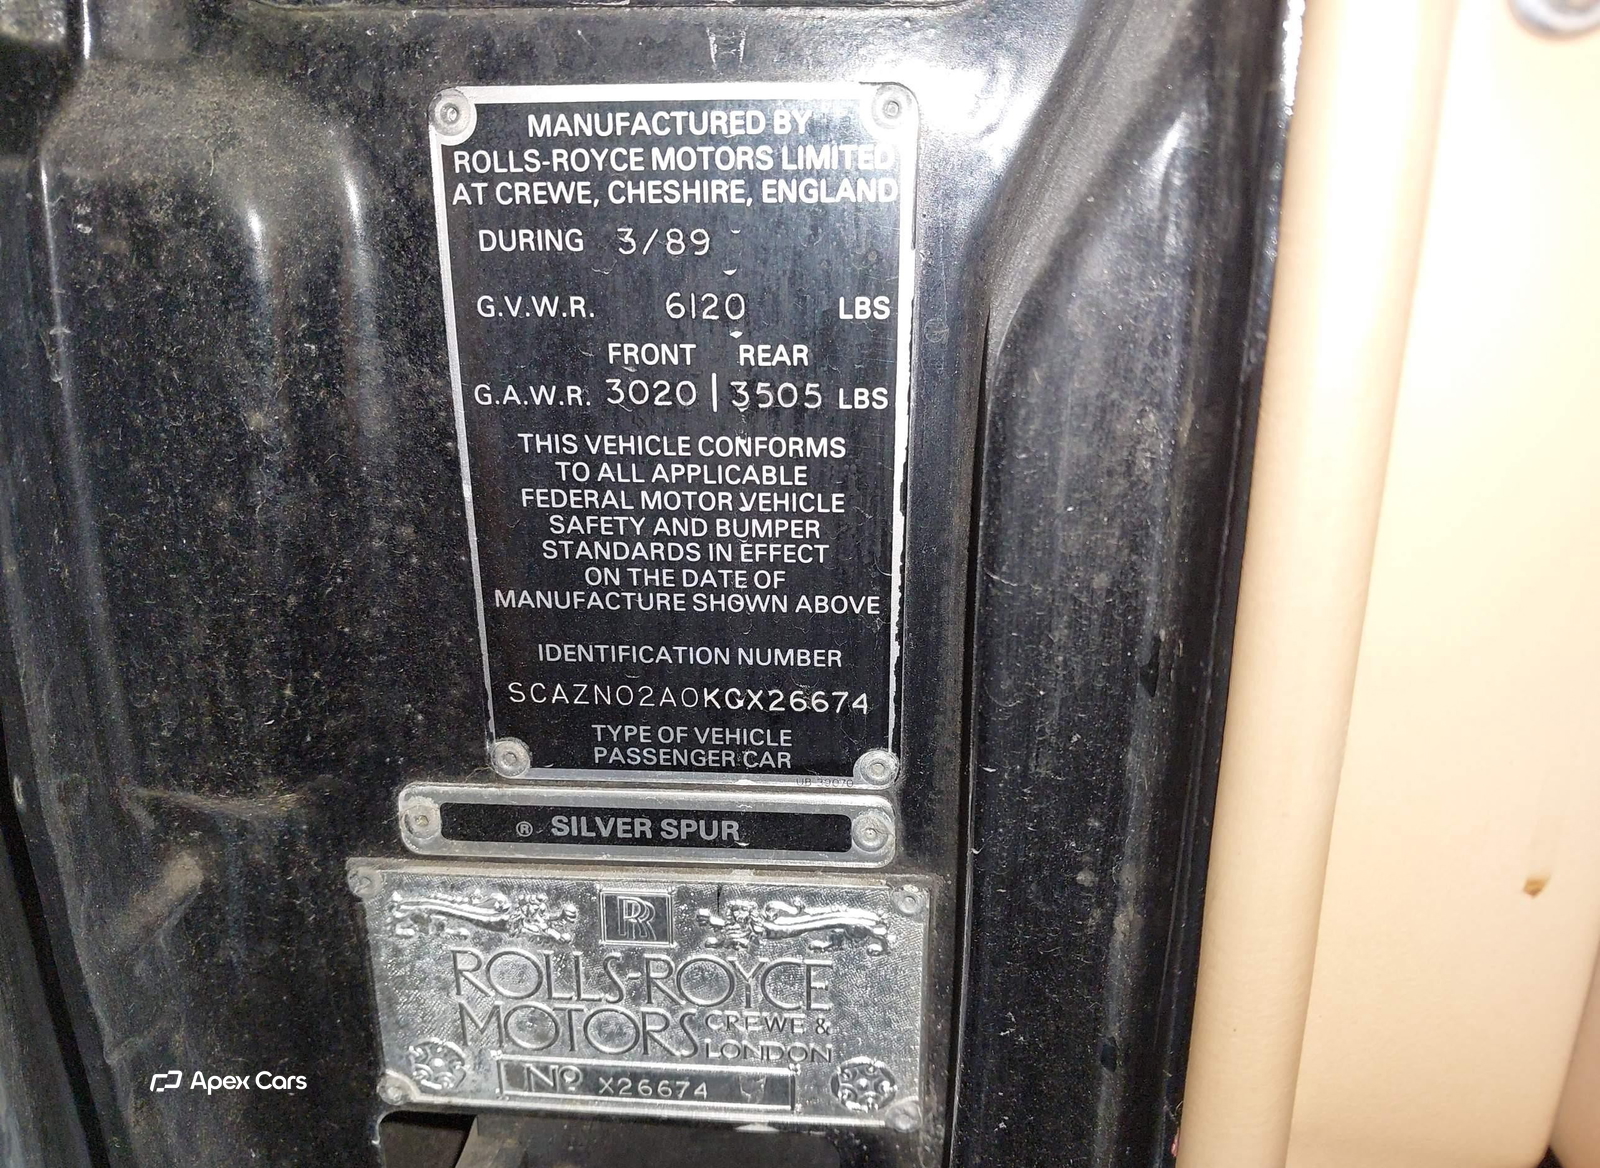 MANUFACTURED BY
ROLLS-ROYCE MOTORS LIMITED
AT CREWE, CHESHIRE, ENGLAND
DURING 3/89
G.V.W.R. 6120 LBS
FRONT REAR
G.A.W.R. 3020 | 3505 LBS
THIS VEHICLE CONFORMS
TO ALL APPLICABLE
FEDERAL MOTOR VEHICLE
SAFETY AND BUMPER
STANDARDS IN EFFECT
ON THE DATE OF
MANUFACTURE SHOWN ABOVE
IDENTIFICATION NUMBER
SCAZN02A0KCX26674
TYPE OF VEHICLE
PASSENGER CAR
® SILVER SPUR
RR
ROLLS-ROYCE
MOTORS CREWE &
LONDON
No X26674
Apex Cars